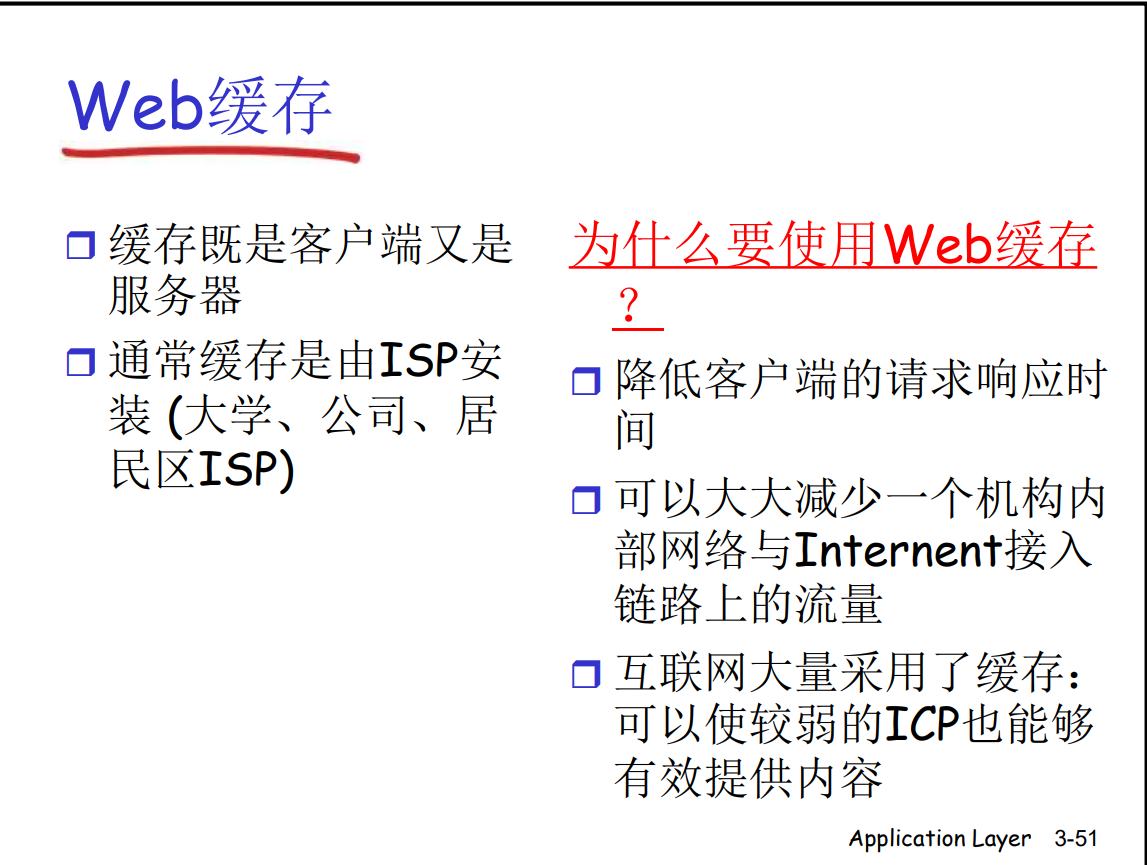 Web缓存
缓存既是客户端又是
服务器
通常缓存是由ISP安
装 (大学、公司、居
民区ISP)
为什么要使用Web缓存
？
降低客户端的请求响应时
间
可以大大减少一个机构内
部网络与Internent接入
链路上的流量
互联网大量采用了缓存：
可以使较弱的ICP也能够
有效提供内容
Application Layer 3-51